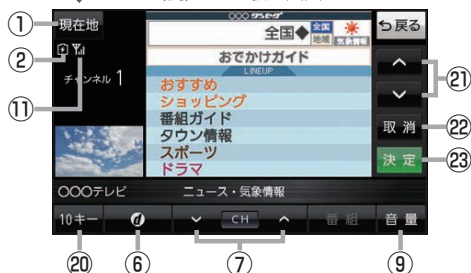 ① 現在地
②
⑪
チャンネル 1
○○○ワンセグ
全国◆
全国
地域
気象情報
おでかけガイド
LINEUP
おすすめ
ショッピング
番組ガイド
タウン情報
スポーツ
ドラマ
戻る
㉑
取 消 ㉒
決 定 ㉓
○○○テレビ ニュース・気象情報
10キー d CH 番 組 音 量
⑳ ⑥ ⑦ ⑨